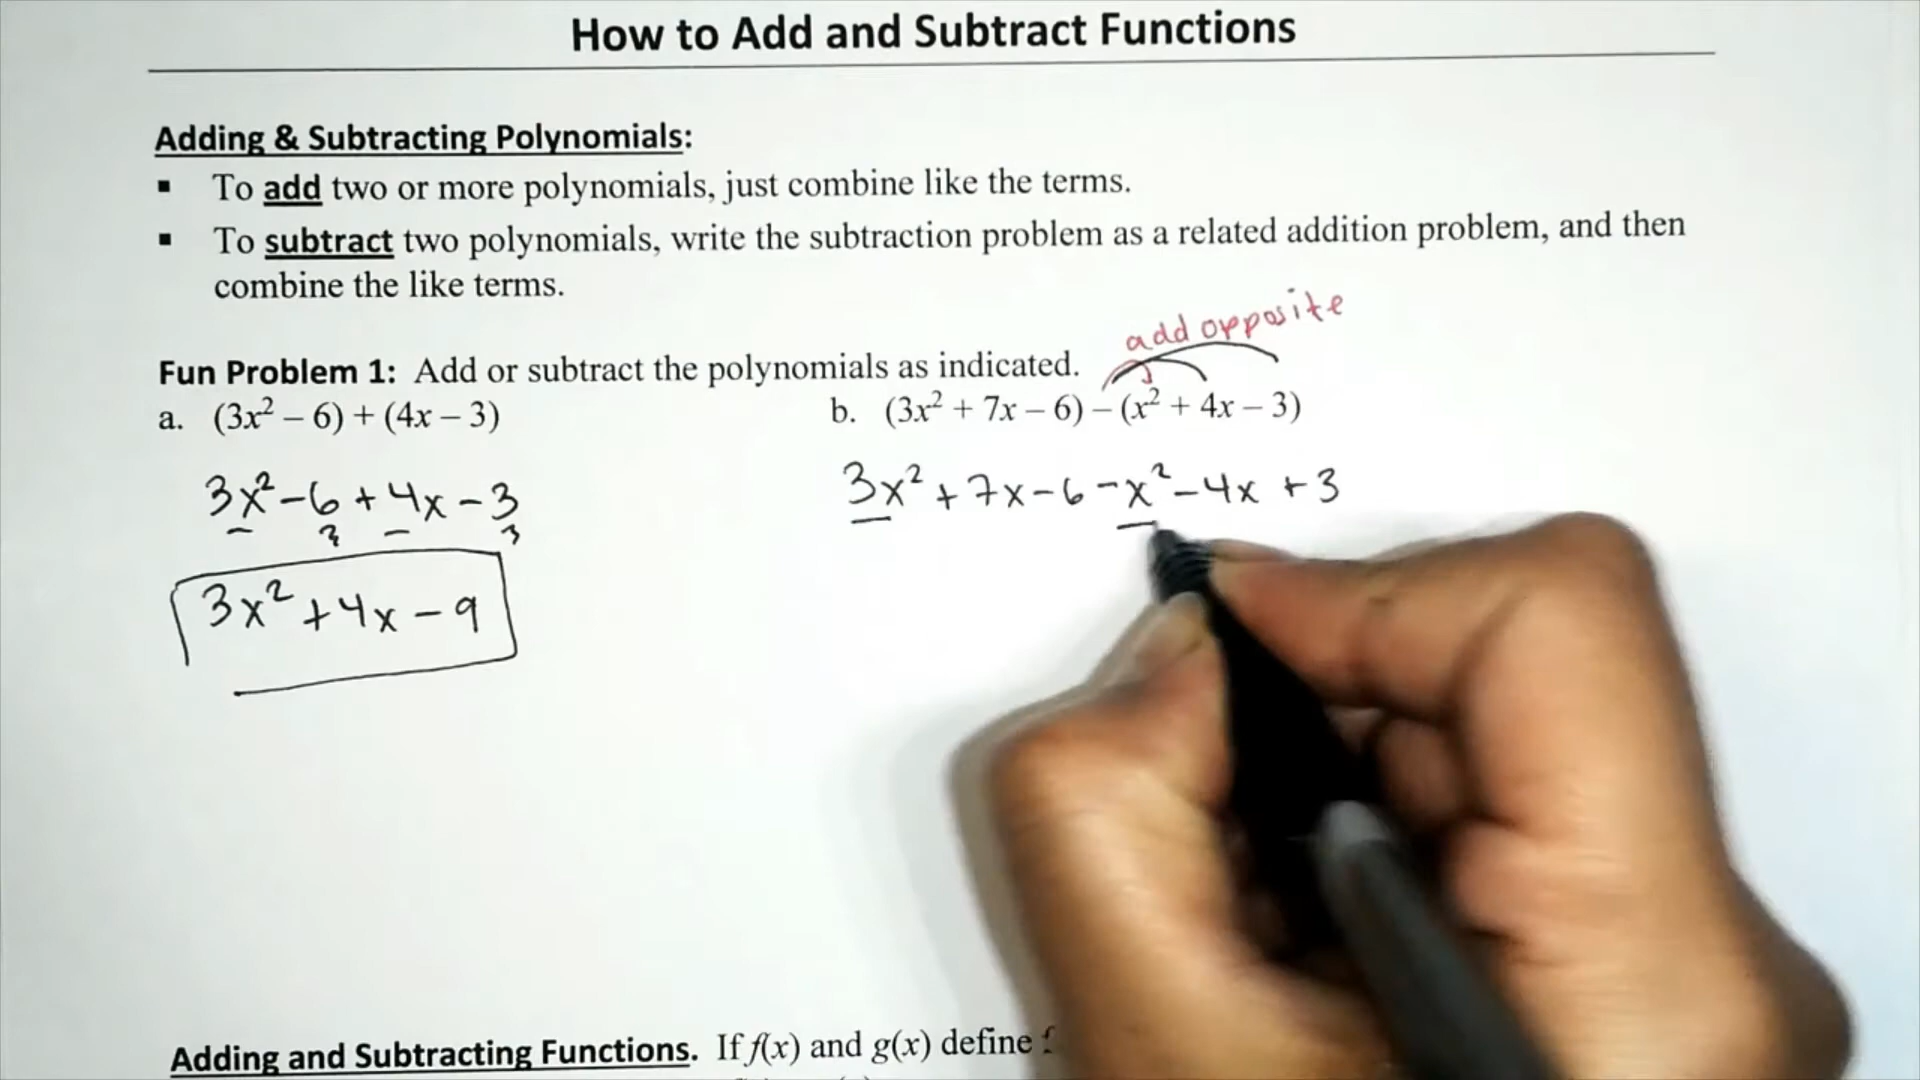 How to Add and Subtract Functions
Adding & Subtracting Polynomials:
▪ To add two or more polynomials, just combine like the terms.
▪ To subtract two polynomials, write the subtraction problem as a related addition problem, and then
combine the like terms.
add opposite
Fun Problem 1: Add or subtract the polynomials as indicated.
a. (3x² – 6) + (4x – 3)
b. (3x² + 7x – 6) – (x² + 4x – 3)
3x² - 6 + 4x - 3
3x² + 7x - 6 - x² - 4x + 3
3x² + 4x - 9
Adding and Subtracting Functions. If f(x) and g(x) define